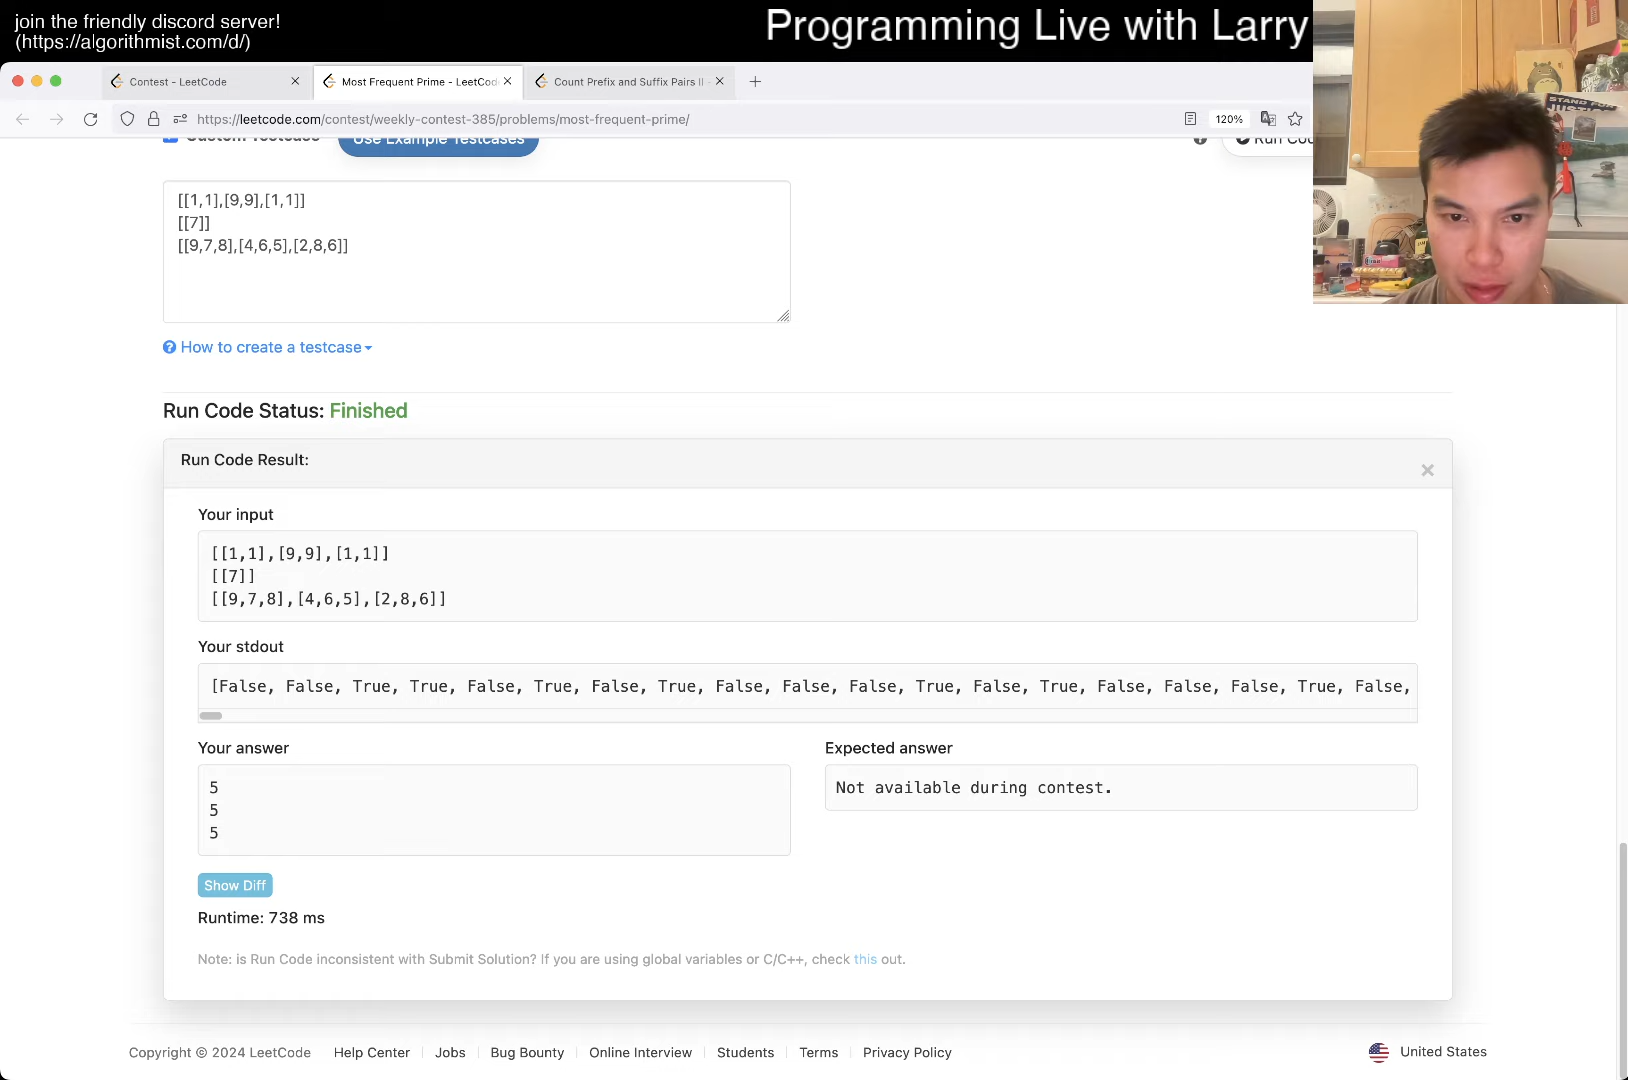 join the friendly discord server!
(https://algorithmist.com/d/)
Programming Live with Larry
Contest - LeetCode
Most Frequent Prime - LeetCod
Count Prefix and Suffix Pairs II -
https://leetcode.com/contest/weekly-contest-385/problems/most-frequent-prime/
120%
Custom Testcase
Use Example Testcases
Run Cod
[[1,1],[9,9],[1,1]]
[[7]]
[[9,7,8],[4,6,5],[2,8,6]]
How to create a testcase
Run Code Status: Finished
Run Code Result:
Your input
[[1,1],[9,9],[1,1]]
[[7]]
[[9,7,8],[4,6,5],[2,8,6]]
Your stdout
[False, False, True, True, False, True, False, True, False, False, False, True, False, True, False, False, False, True, False,
Your answer
Expected answer
5
5
5
Not available during contest.
Show Diff
Runtime: 738 ms
Note: is Run Code inconsistent with Submit Solution? If you are using global variables or C/C++, check this out.
Copyright © 2024 LeetCode
Help Center
Jobs
Bug Bounty
Online Interview
Students
Terms
Privacy Policy
United States